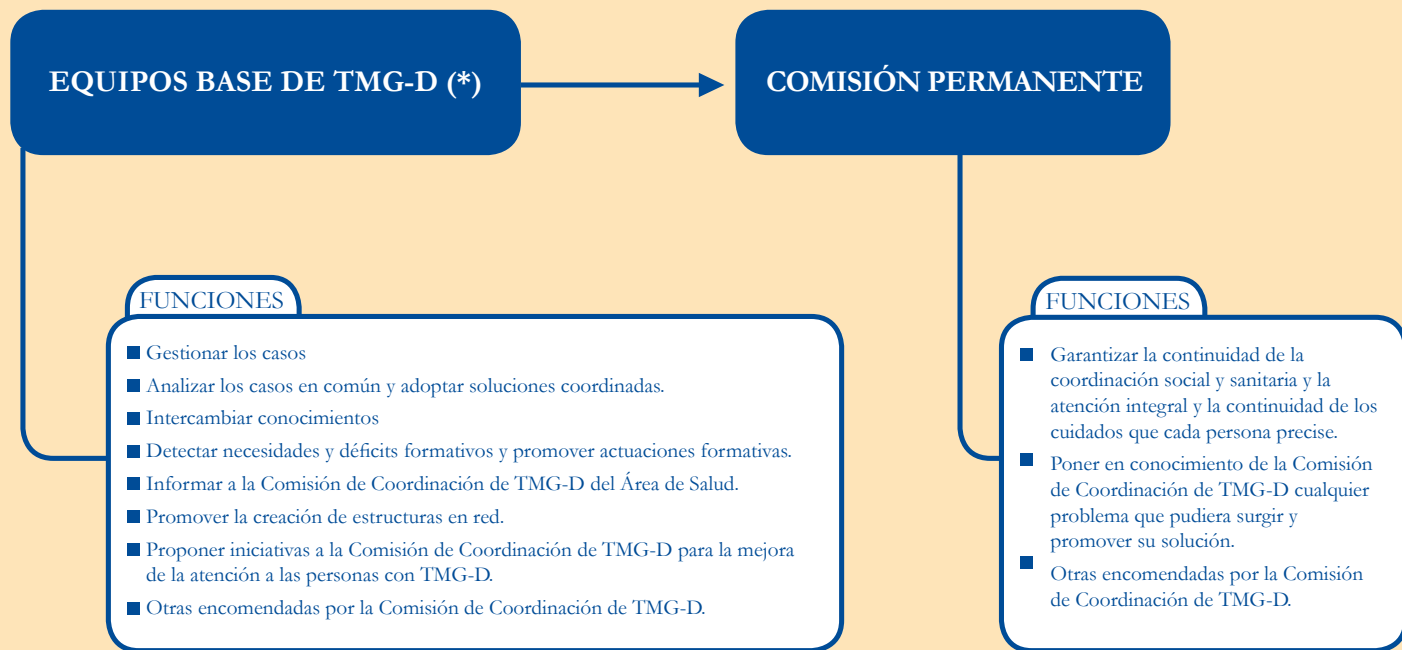 EQUIPOS BASE DE TMG-D (*)
COMISIÓN PERMANENTE
FUNCIONES
Gestionar los casos
Analizar los casos en común y adoptar soluciones coordinadas.
Intercambiar conocimientos
Detectar necesidades y déficits formativos y promover actuaciones formativas.
Informar a la Comisión de Coordinación de TMG-D del Área de Salud.
Promover la creación de estructuras en red.
Proponer iniciativas a la Comisión de Coordinación de TMG-D para la mejora
de la atención a las personas con TMG-D.
Otras encomendadas por la Comisión de Coordinación de TMG-D.
FUNCIONES
Garantizar la continuidad de la
coordinación social y sanitaria y la
atención integral y la continuidad de los
cuidados que cada persona precise.
Poner en conocimiento de la Comisión
de Coordinación de TMG-D cualquier
problema que pudiera surgir y
promover su solución.
Otras encomendadas por la Comisión
de Coordinación de TMG-D.